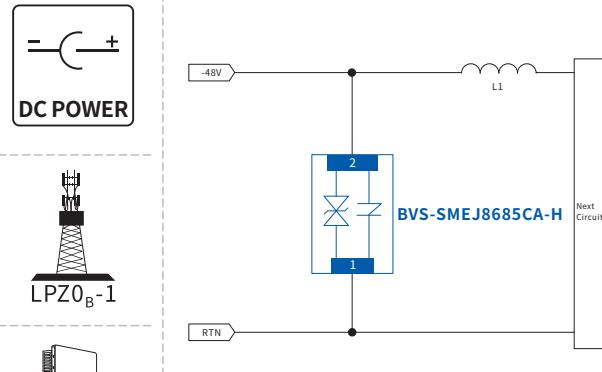 DC POWER
LPZ0B-1
-48V
L1
2
BVS-SMEJ8685CA-H
1
Next
Circuit
RTN